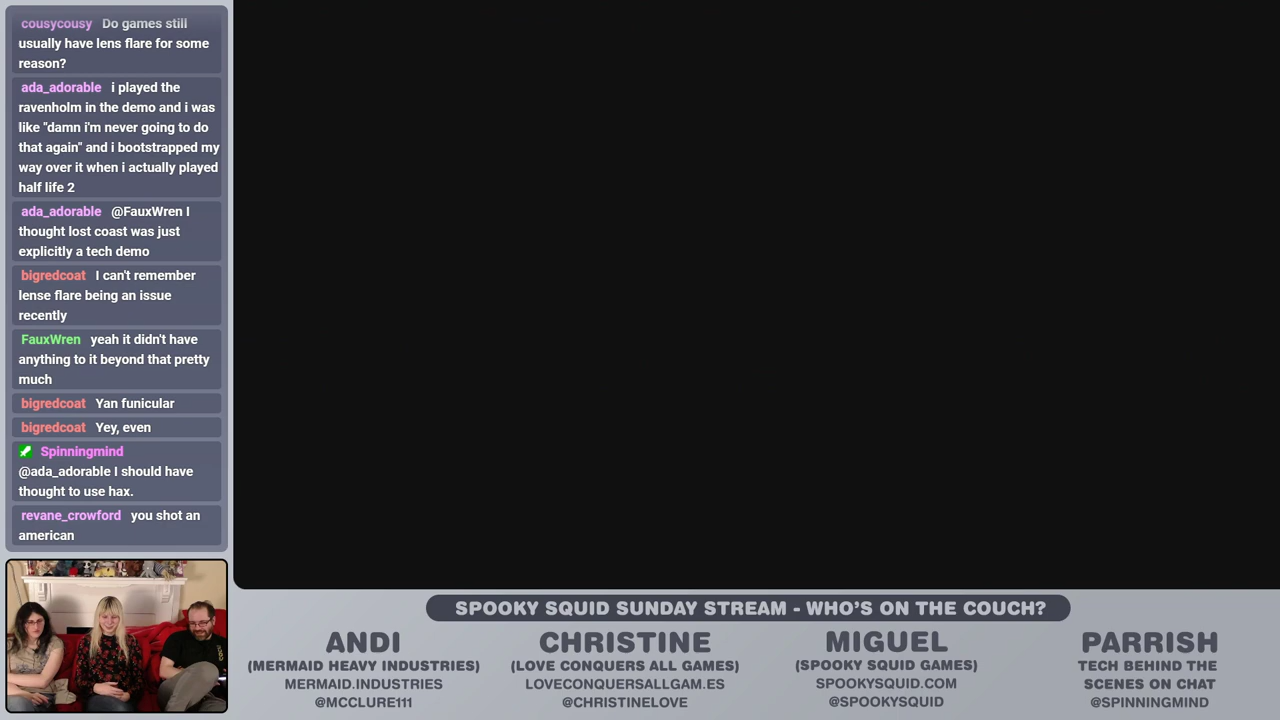 cousycousy Do games still
usually have lens flare for some
reason?
ada_adorable i played the
ravenholm in the demo and i was
like "damn i'm never going to do
that again" and i bootstrapped my
way over it when i actually played
half life 2
ada_adorable @FauxWren I
thought lost coast was just
explicitly a tech demo
bigredcoat I can't remember
lense flare being an issue
recently
FauxWren yeah it didn't have
anything to it beyond that pretty
much
bigredcoat Yan funicular
bigredcoat Yey, even
Spinningmind
@ada_adorable I should have
thought to use hax.
revane_crowford you shot an
american
SPOOKY SQUID SUNDAY STREAM - WHO'S ON THE COUCH?
ANDI
(MERMAID HEAVY INDUSTRIES)
MERMAID.INDUSTRIES
@MCCLURE111
CHRISTINE
(LOVE CONQUERS ALL GAMES)
LOVECONQUERSALLGAM.ES
@CHRISTINELOVE
MIGUEL
(SPOOKY SQUID GAMES)
SPOOKYSQUID.COM
@SPOOKYSQUID
PARRISH
TECH BEHIND THE
SCENES ON CHAT
@SPINNINGMIND